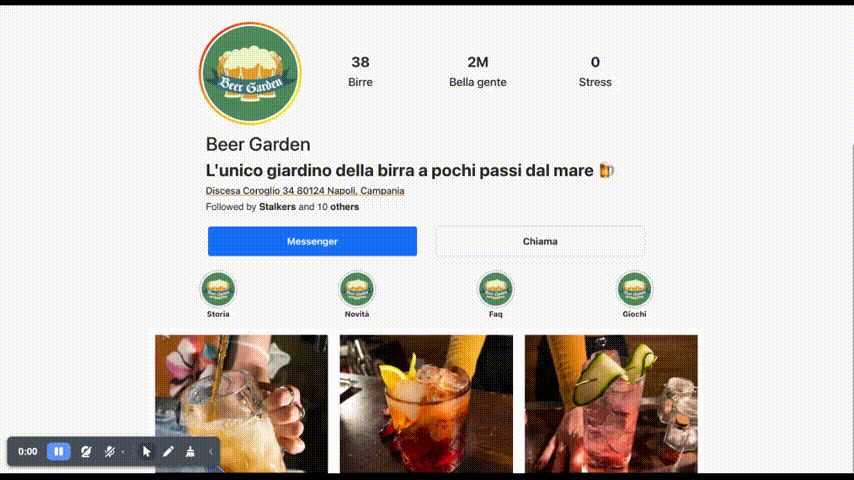 Beer Garden
38
2M
0
Birre
Bella gente
Stress
Beer Garden
L'unico giardino della birra a pochi passi dal mare 🍺
Discesa Coroglio 34 80124 Napoli, Campania
Followed by Stalkers and 10 others
Messenger
Chiama
Storia
Novità
Faq
Giochi
0:00